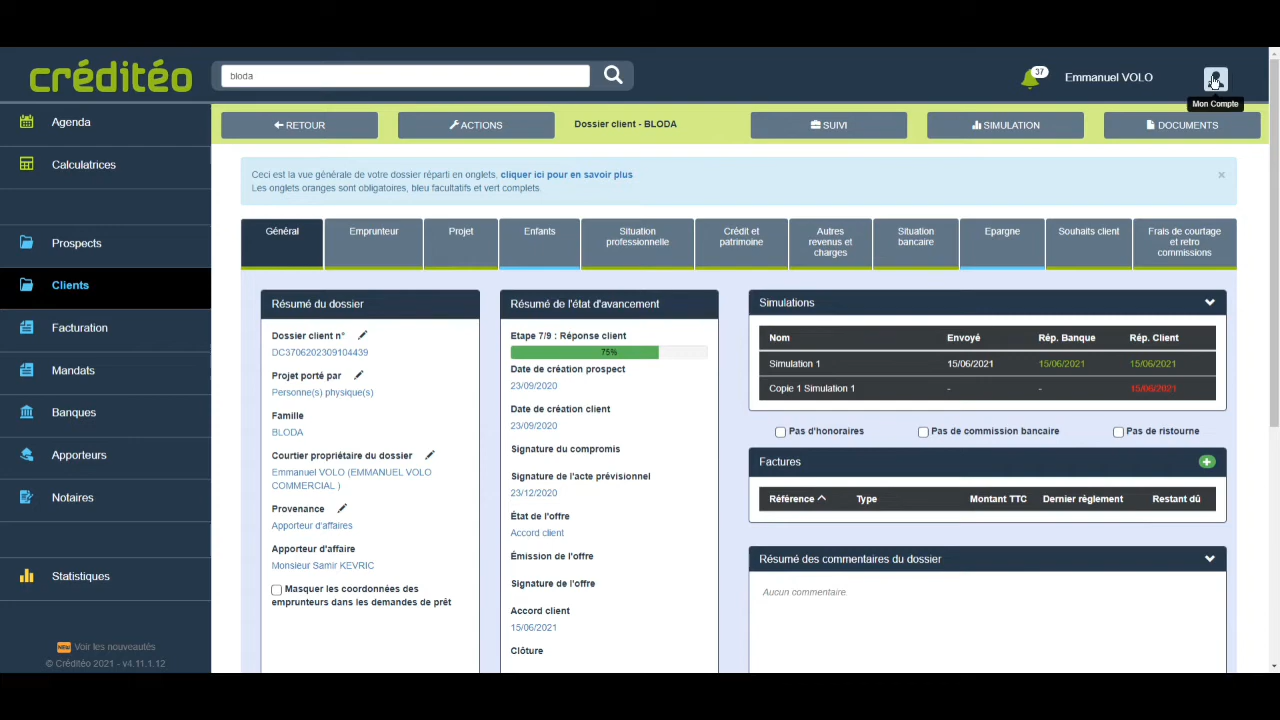 créditéo
bloda
37
Emmanuel VOLO
Mon Compte
Agenda
Calculatrices
Prospects
Clients
Facturation
Mandats
Banques
Apporteurs
Notaires
Statistiques
NEW Voir les nouveautés
© Créditéo 2021 - v4.11.1.12
RETOUR
ACTIONS
Dossier client - BLODA
SUIVI
SIMULATION
DOCUMENTS
Ceci est la vue générale de votre dossier réparti en onglets, cliquer ici pour en savoir plus
Les onglets oranges sont obligatoires, bleu facultatifs et vert complets.
×
Général
Emprunteur
Projet
Enfants
Situation
professionnelle
Crédit et
patrimoine
Autres
revenus et
charges
Situation
bancaire
Epargne
Souhaits client
Frais de courtage
et retro
commissions
Résumé du dossier
Dossier client n°
DC3706202309104439
Projet porté par
Personne(s) physique(s)
Famille
BLODA
Courtier propriétaire du dossier
Emmanuel VOLO (EMMANUEL VOLO
COMMERCIAL )
Provenance
Apporteur d'affaires
Apporteur d'affaire
Monsieur Samir KEVRIC
Masquer les coordonnées des
emprunteurs dans les demandes de prêt
Résumé de l'état d'avancement
Etape 7/9 : Réponse client
75%
Date de création prospect
23/09/2020
Date de création client
23/09/2020
Signature du compromis
Signature de l'acte prévisionnel
23/12/2020
État de l'offre
Accord client
Émission de l'offre
Signature de l'offre
Accord client
15/06/2021
Clôture
Simulations
Nom Envoyé Rép. Banque Rép. Client
Simulation 1 15/06/2021 15/06/2021 15/06/2021
Copie 1 Simulation 1 - - 15/06/2021
Pas d'honoraires Pas de commission bancaire Pas de ristourne
Factures
Référence Type Montant TTC Dernier règlement Restant dû
Résumé des commentaires du dossier
Aucun commentaire